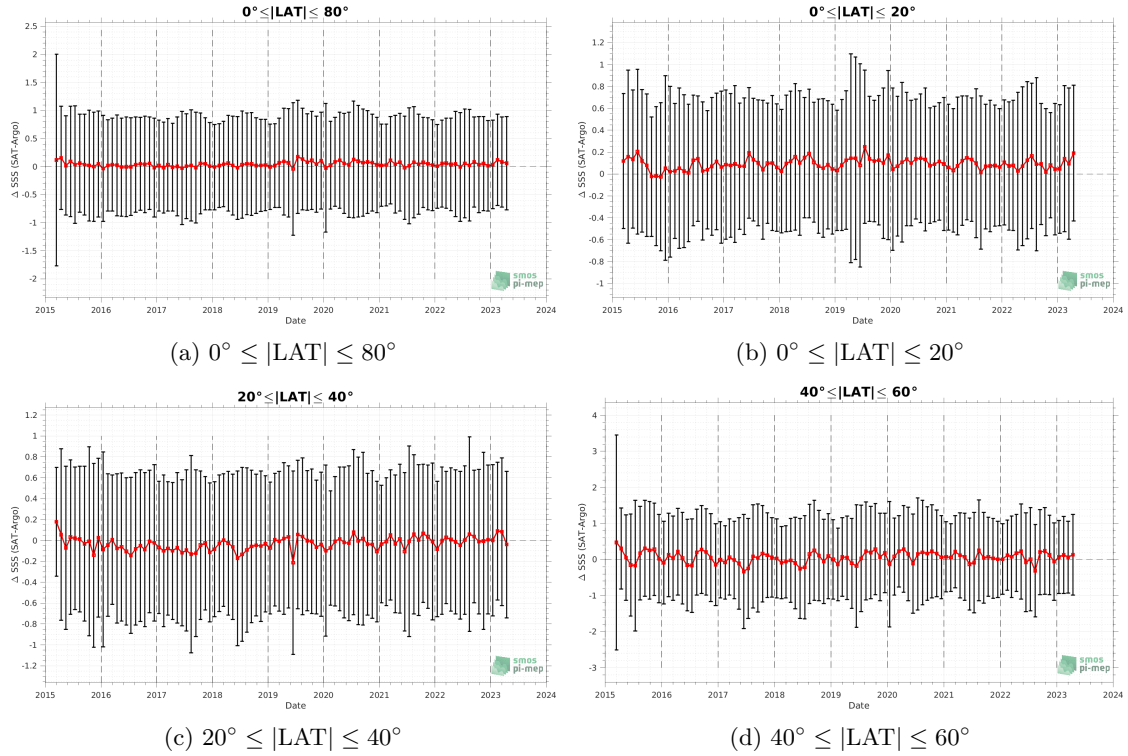 0°≤|LAT|≤ 80°
Δ SSS (SAT-Argo)
2.5
2
1.5
1
0.5
0
-0.5
-1
-1.5
-2
2015 2016 2017 2018 2019 2020 2021 2022 2023 2024
Date
smos
pi-mep
(a) 0° ≤ |LAT| ≤ 80°
0°≤|LAT|≤ 20°
Δ SSS (SAT-Argo)
1.2
1
0.8
0.6
0.4
0.2
0
-0.2
-0.4
-0.6
-0.8
-1
2015 2016 2017 2018 2019 2020 2021 2022 2023 2024
Date
smos
pi-mep
(b) 0° ≤ |LAT| ≤ 20°
20°≤|LAT|≤ 40°
Δ SSS (SAT-Argo)
1.2
1
0.8
0.6
0.4
0.2
0
-0.2
-0.4
-0.6
-0.8
-1
-1.2
2015 2016 2017 2018 2019 2020 2021 2022 2023 2024
Date
smos
pi-mep
(c) 20° ≤ |LAT| ≤ 40°
40°≤|LAT|≤ 60°
Δ SSS (SAT-Argo)
4
3
2
1
0
-1
-2
-3
2015 2016 2017 2018 2019 2020 2021 2022 2023 2024
Date
smos
pi-mep
(d) 40° ≤ |LAT| ≤ 60°